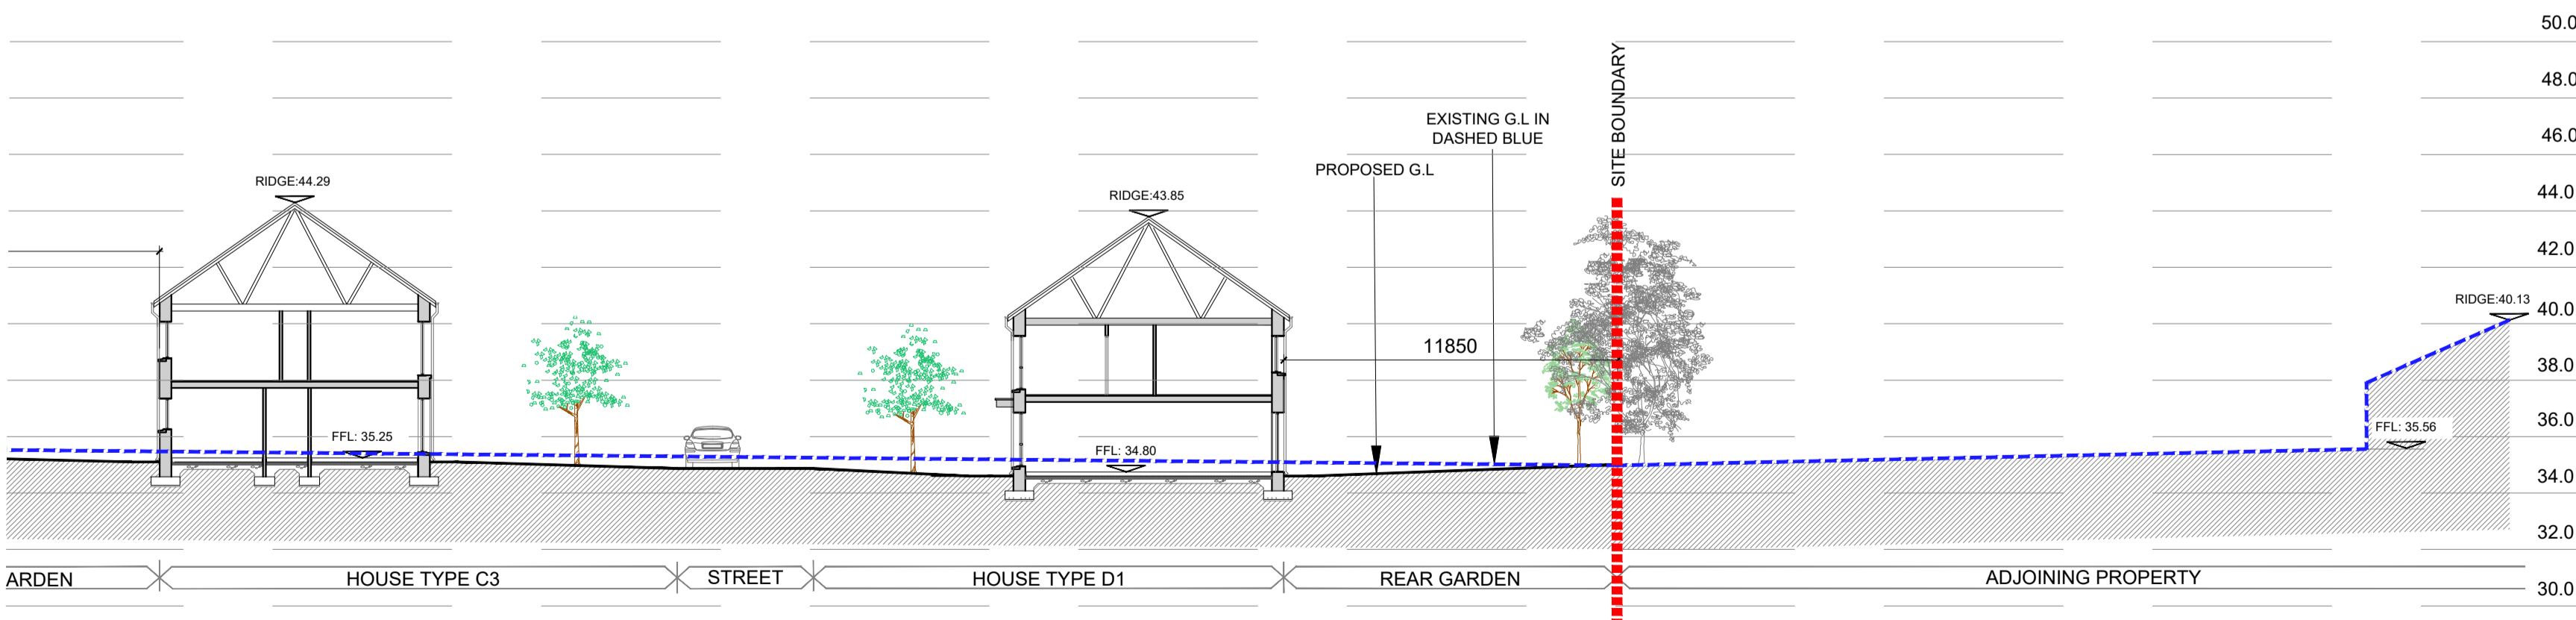 50.0
48.0
46.0
44.0
42.0
40.0
38.0
36.0
34.0
32.0
30.0
SITE BOUNDARY
EXISTING G.L IN
DASHED BLUE
PROPOSED G.L
RIDGE:44.29
RIDGE:43.85
RIDGE:40.13
11850
FFL: 35.25
FFL: 34.80
FFL: 35.56
ARDEN
HOUSE TYPE C3
STREET
HOUSE TYPE D1
REAR GARDEN
ADJOINING PROPERTY